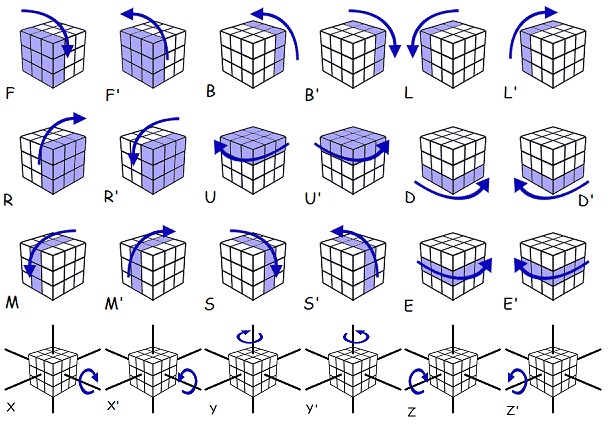 F F' B B' L L'
R R' U U' D D'
M M' S S' E E'
x x' y y' z z'